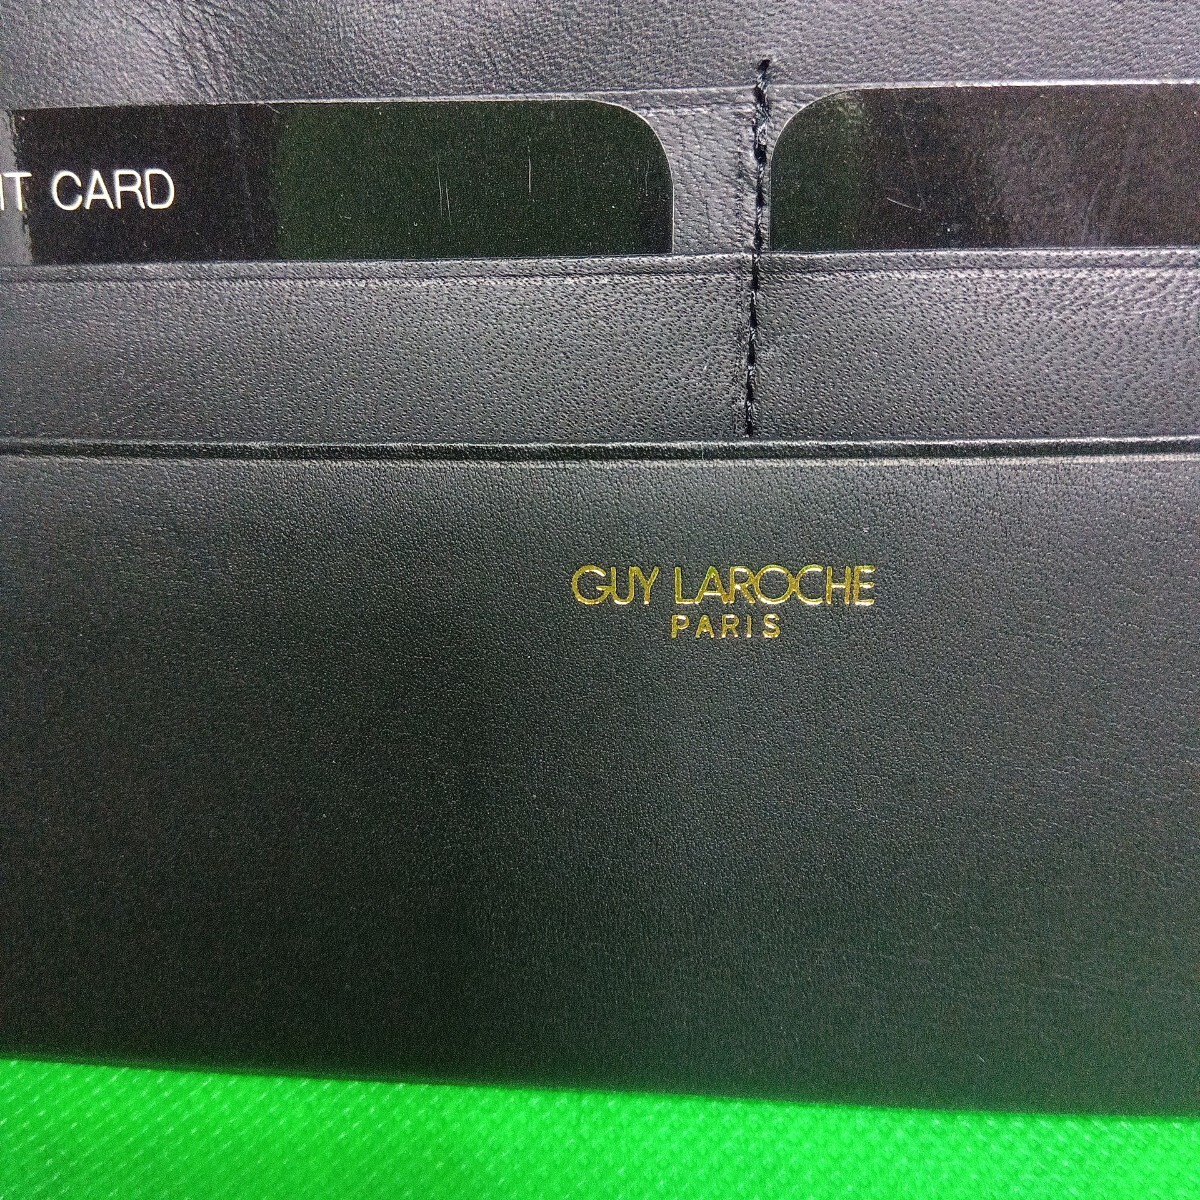 IT CARD
GUY LAROCHE
PARIS